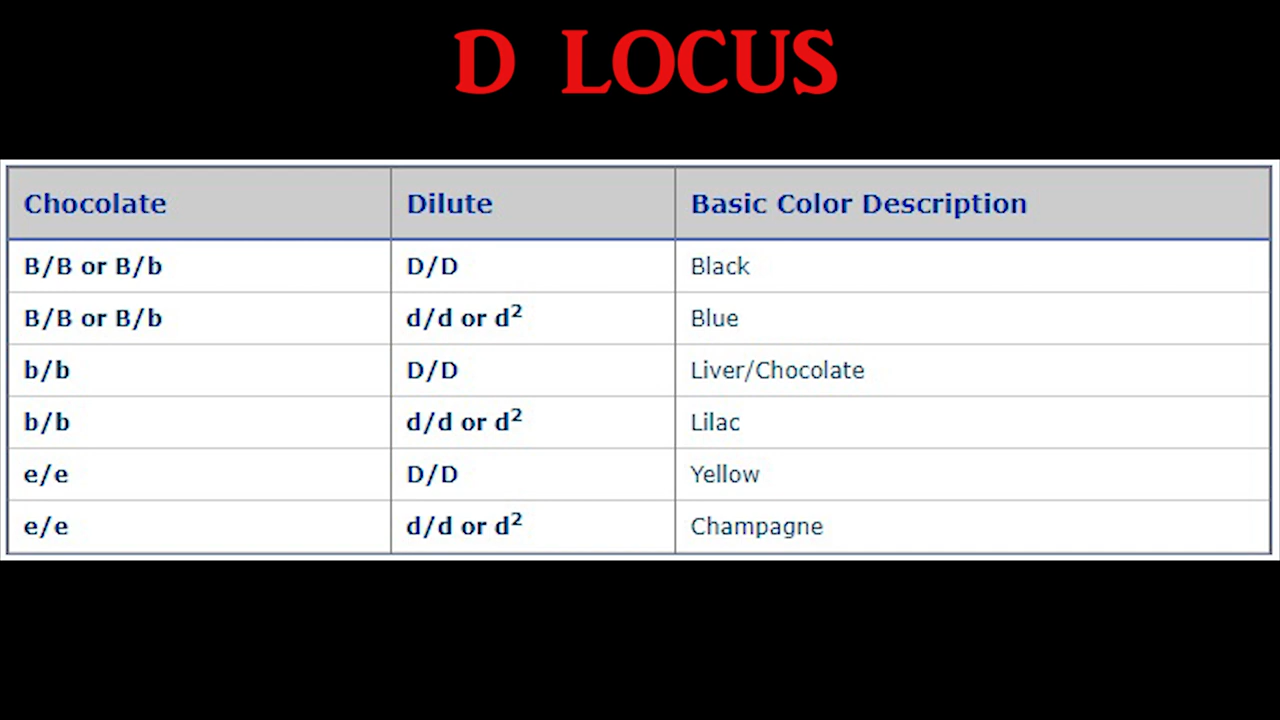 D LOCUS
Chocolate Dilute Basic Color Description
B/B or B/b D/D Black
B/B or B/b d/d or d² Blue
b/b D/D Liver/Chocolate
b/b d/d or d² Lilac
e/e D/D Yellow
e/e d/d or d² Champagne